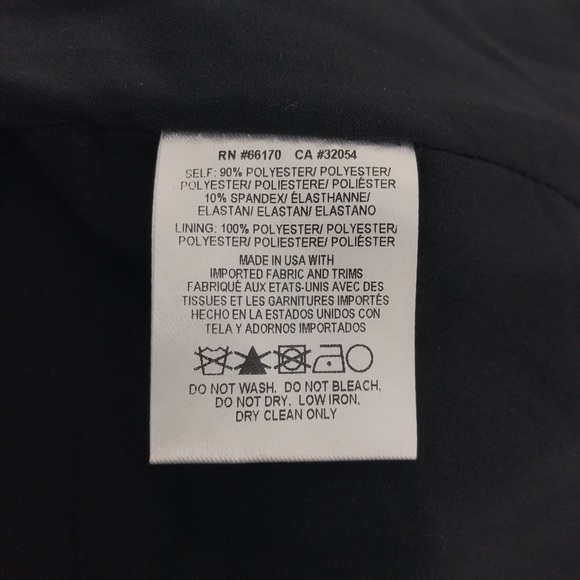 RN #66170 CA #32054
SELF: 90% POLYESTER/ POLYESTER/
POLYESTER/ POLIESTERE/ POLIÉSTER
10% SPANDEX/ ÉLASTHANNE/
ELASTAN/ ELASTAN/ ELASTANO
LINING: 100% POLYESTER/ POLYESTER/
POLYESTER/ POLIESTERE/ POLIÉSTER
MADE IN USA WITH
IMPORTED FABRIC AND TRIMS
FABRIQUÉ AUX ETATS-UNIS AVEC DES
TISSUES ET LES GARNITURES IMPORTÉS
HECHO EN LA ESTADOS UNIDOS CON
TELA Y ADORNOS IMPORTADOS
DO NOT WASH, DO NOT BLEACH,
DO NOT DRY, LOW IRON,
DRY CLEAN ONLY